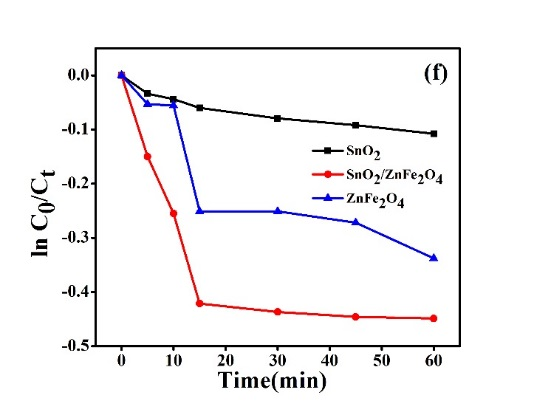 (f)
0.0
-0.1
-0.2
-0.3
-0.4
-0.5
ln C0/Ct
SnO2
SnO2/ZnFe2O4
ZnFe2O4
0 10 20 30 40 50 60
Time(min)